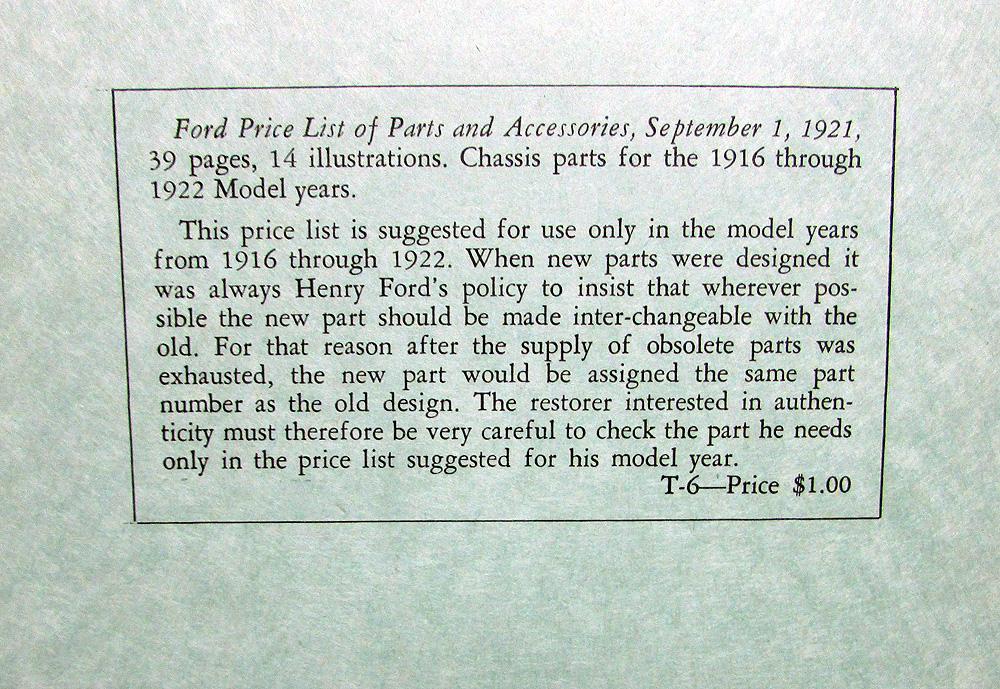 Ford Price List of Parts and Accessories, September 1, 1921,
39 pages, 14 illustrations. Chassis parts for the 1916 through
1922 Model years.
This price list is suggested for use only in the model years
from 1916 through 1922. When new parts were designed it
was always Henry Ford's policy to insist that wherever pos-
sible the new part should be made inter-changeable with the
old. For that reason after the supply of obsolete parts was
exhausted, the new part would be assigned the same part
number as the old design. The restorer interested in authen-
ticity must therefore be very careful to check the part he needs
only in the price list suggested for his model year.
T-6—Price $1.00